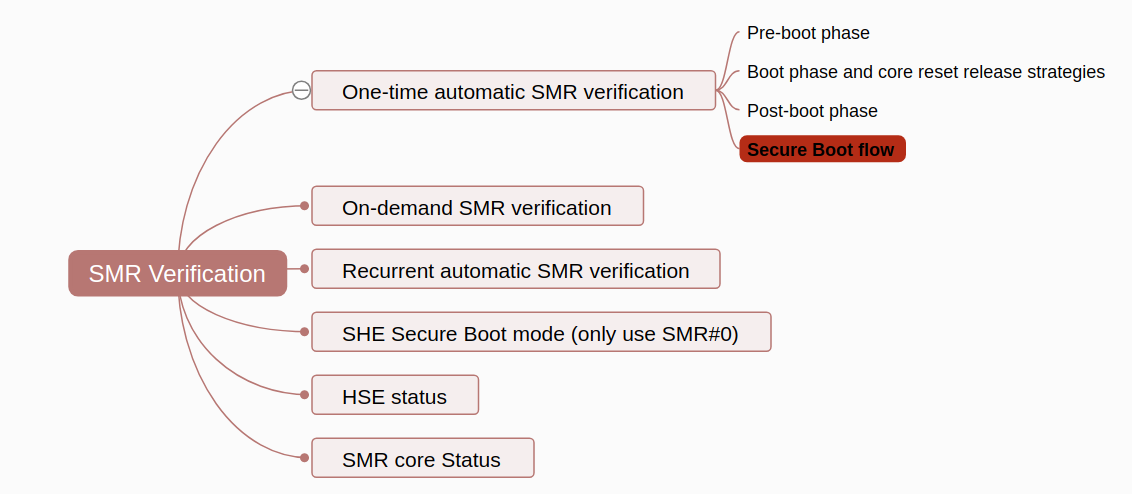 Pre-boot phase
Boot phase and core reset release strategies
One-time automatic SMR verification
Post-boot phase
Secure Boot flow
On-demand SMR verification
SMR Verification
Recurrent automatic SMR verification
SHE Secure Boot mode (only use SMR#0)
HSE status
SMR core Status